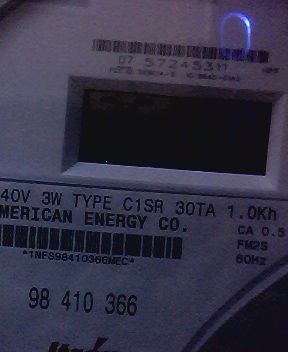 07 57245311
40V 3W TYPE C1SR 30TA 1.0Kh
MERICAN ENERGY CO.
CA 0.5
FM2S
60Hz
*1NFS98410366MEC*
98 410 366